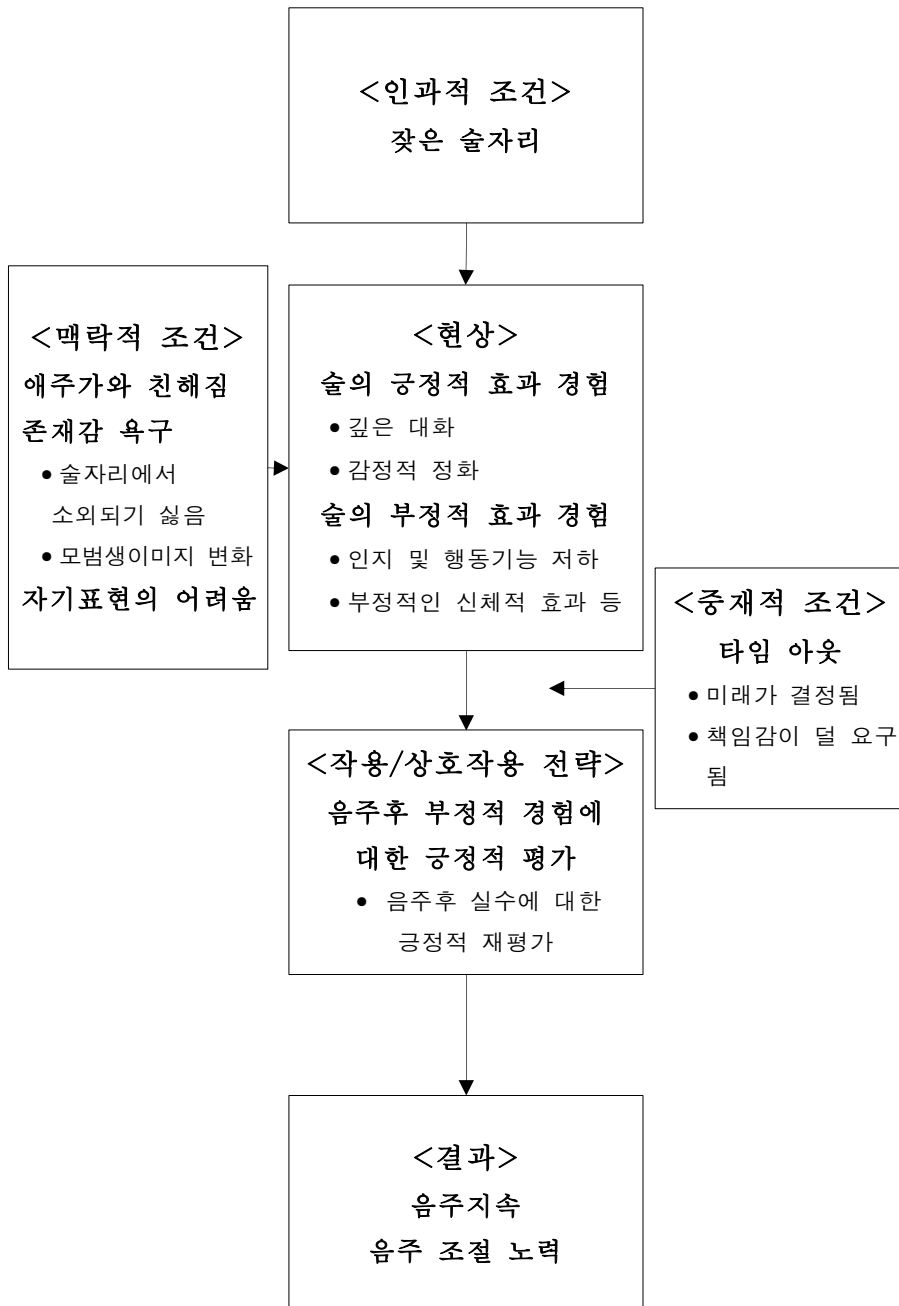 <인과적 조건>
잦은 술자리
<맥락적 조건>
애주가와 친해짐
존재감 욕구
● 술자리에서
소외되기 싫음
● 모범생이미지 변화
자기표현의 어려움
<현상>
술의 긍정적 효과 경험
● 깊은 대화
● 감정적 정화
술의 부정적 효과 경험
● 인지 및 행동기능 저하
● 부정적인 신체적 효과 등
<중재적 조건>
타임 아웃
● 미래가 결정됨
● 책임감이 덜 요구
됨
<작용/상호작용 전략>
음주후 부정적 경험에
대한 긍정적 평가
● 음주후 실수에 대한
긍정적 재평가
<결과>
음주지속
음주 조절 노력